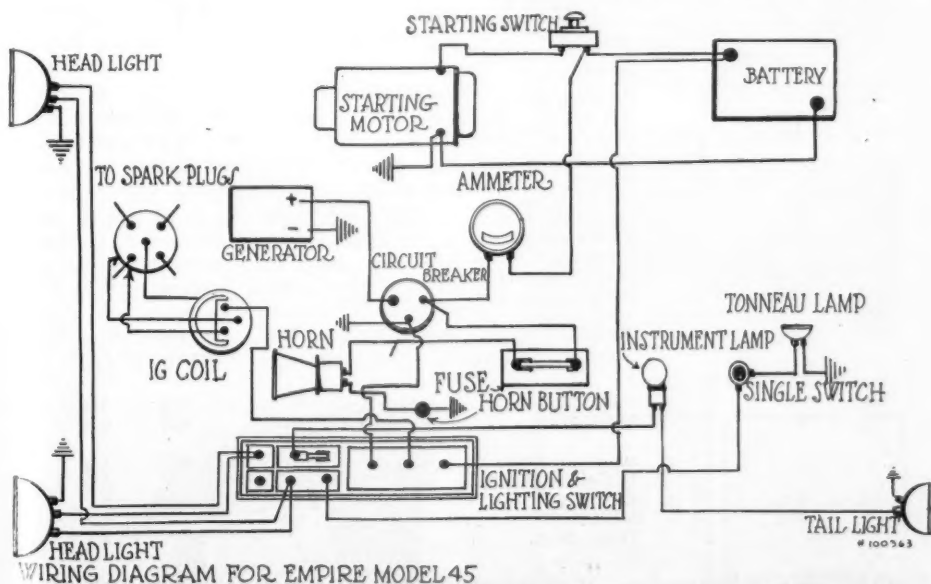 STARTING SWITCH
HEAD LIGHT
BATTERY
STARTING
MOTOR
TO SPARK PLUGS
AMMETER
+
-
GENERATOR
CIRCUIT
BREAKER
TONNEAU LAMP
INSTRUMENT LAMP
HORN
IG COIL
FUSE
HORN BUTTON
SINGLE SWITCH
IGNITION &
LIGHTING SWITCH
TAIL LIGHT
#100363
HEAD LIGHT
WIRING DIAGRAM FOR EMPIRE MODEL 45